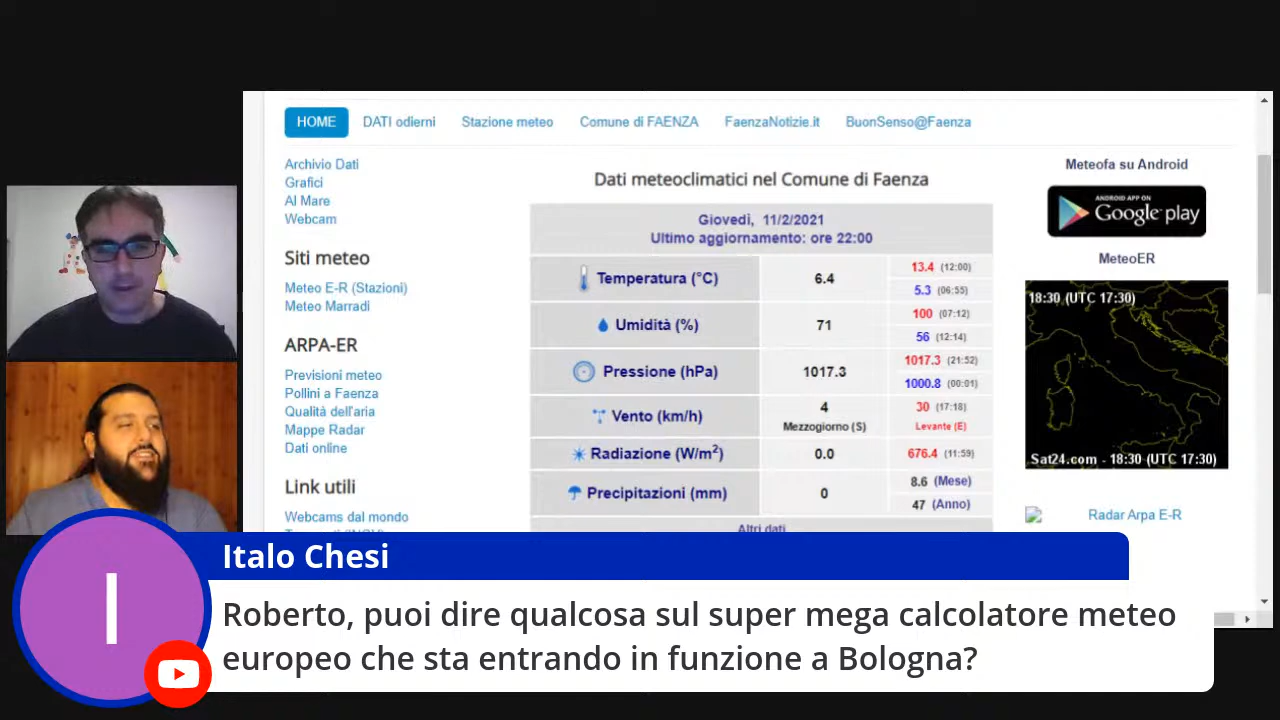 HOME DATI odierni Stazione meteo Comune di FAENZA FaenzaNotizie.it BuonSenso@Faenza
Archivio Dati
Grafici
Al Mare
Webcam
Siti meteo
Meteo E-R (Stazioni)
Meteo Marradi
ARPA-ER
Previsioni meteo
Pollini a Faenza
Qualità dell'aria
Mappe Radar
Dati online
Link utili
Webcams dal mondo
Dati meteoclimatici nel Comune di Faenza
Giovedì, 11/2/2021
Ultimo aggiornamento: ore 22:00
Temperatura (°C) 6.4 13.4 (12:00)
5.3 (06:55)
Umidità (%) 71 100 (07:12)
56 (12:14)
Pressione (hPa) 1017.3 1017.3 (21:52)
1000.8 (00:01)
Vento (km/h) 4 30 (17:18)
Mezzogiorno (S) Levante (E)
Radiazione (W/m²) 0.0 676.4 (11:59)
Precipitazioni (mm) 0 8.6 (Mese)
47 (Anno)
Altri dati
Meteofa su Android
ANDROID APP ON
Google play
MeteoER
18:30 (UTC 17:30)
Sat24.com - 18:30 (UTC 17:30)
Radar Arpa E-R
I
Italo Chesi
Roberto, puoi dire qualcosa sul super mega calcolatore meteo
europeo che sta entrando in funzione a Bologna?